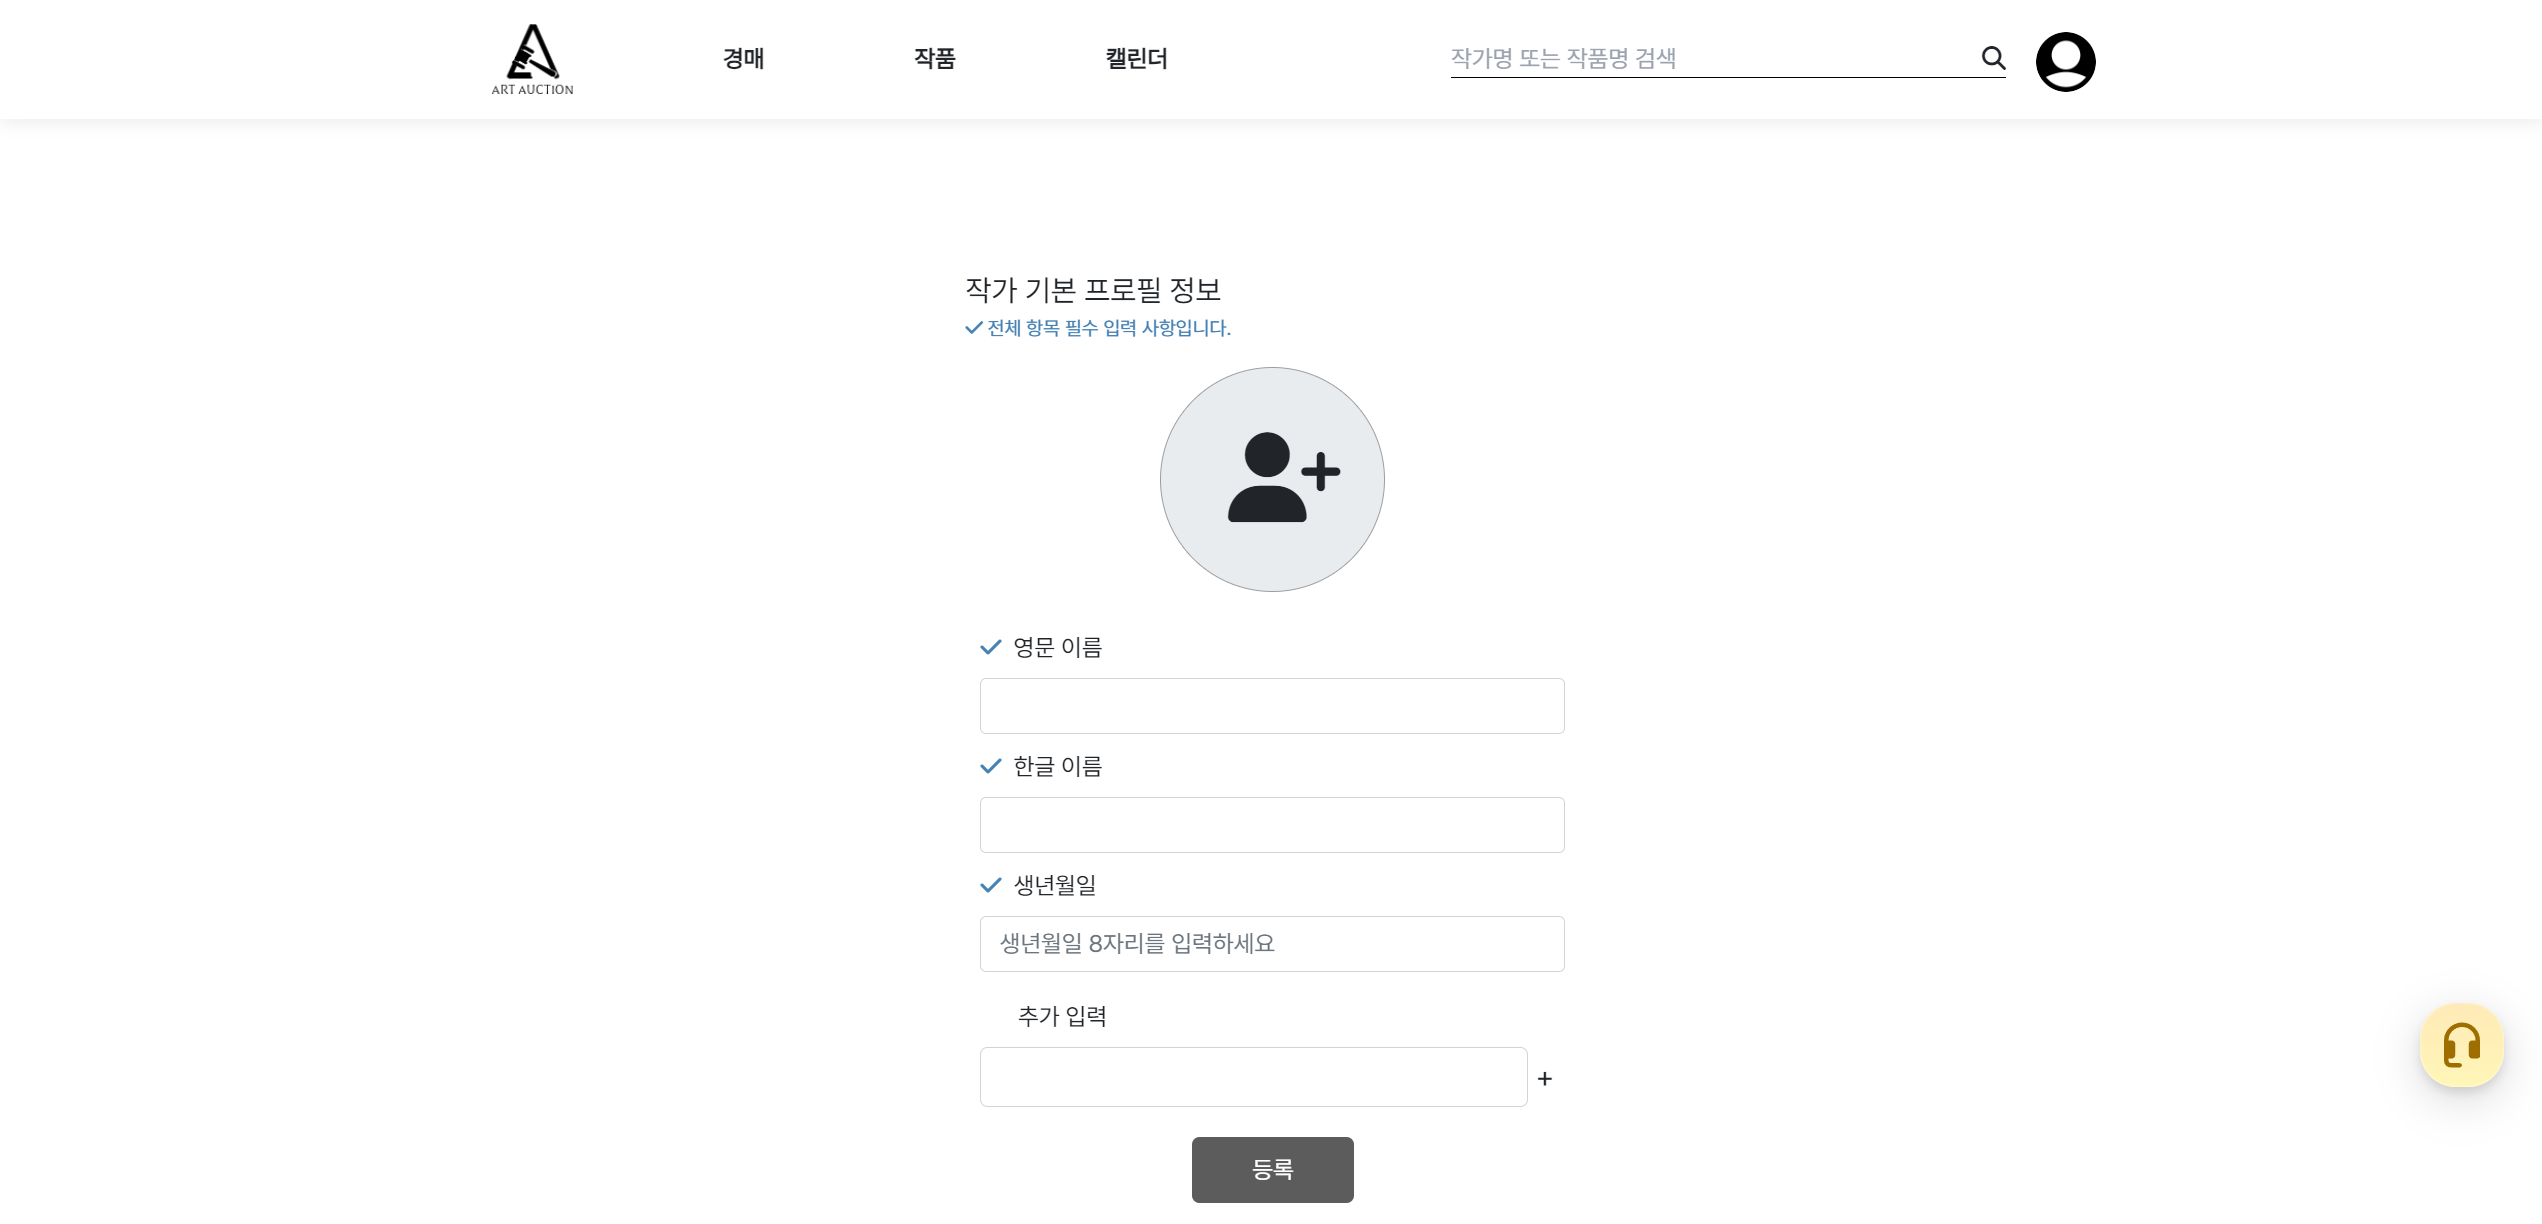 ART AUCTION
경매
작품
캘린더
작가명 또는 작품명 검색
작가 기본 프로필 정보
전체 항목 필수 입력 사항입니다.
영문 이름
한글 이름
생년월일
생년월일 8자리를 입력하세요
추가 입력
+
등록